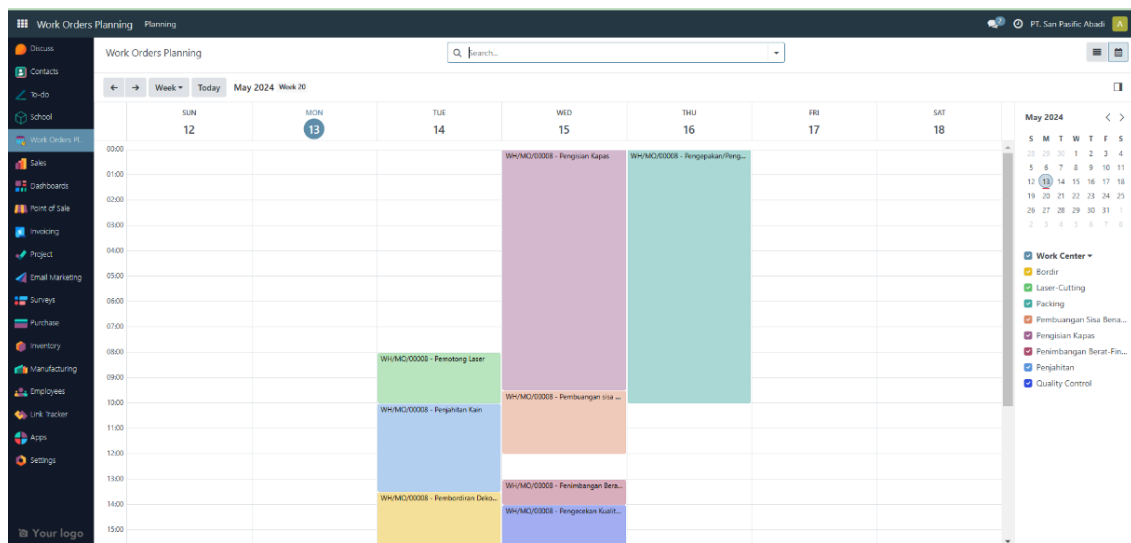 Work Orders Planning Planning
7
PT. San Pasific Abadi A
Discuss
Contacts
To-do
School
Work Orders Pl...
Sales
Dashboards
Point of Sale
Invoicing
Project
Email Marketing
Surveys
Purchase
Inventory
Manufacturing
Employees
Link Tracker
Apps
Settings
Your logo
Work Orders Planning
Search...
Week Today May 2024 Week 20
SUN MON TUE WED THU FRI SAT
12 13 14 15 16 17 18
00:00
01:00
02:00
03:00
04:00
05:00
06:00
07:00
08:00
09:00
10:00
11:00
12:00
13:00
14:00
15:00
WH/MO/00008 - Pemotong Laser
WH/MO/00008 - Penjahitan Kain
WH/MO/00008 - Pembordiran Deko...
WH/MO/00008 - Pengisian Kapas
WH/MO/00008 - Pembuangan sisa ...
WH/MO/00008 - Penimbangan Bera...
WH/MO/00008 - Pengecekan Kualit...
WH/MO/00008 - Pengepakan/Peng...
May 2024
S M T W T F S
28 29 30 1 2 3 4
5 6 7 8 9 10 11
12 13 14 15 16 17 18
19 20 21 22 23 24 25
26 27 28 29 30 31 1
2 3 4 5 6 7 8
Work Center
Bordir
Laser-Cutting
Packing
Pembuangan Sisa Bena...
Pengisian Kapas
Penimbangan Berat-Fin...
Penjahitan
Quality Control